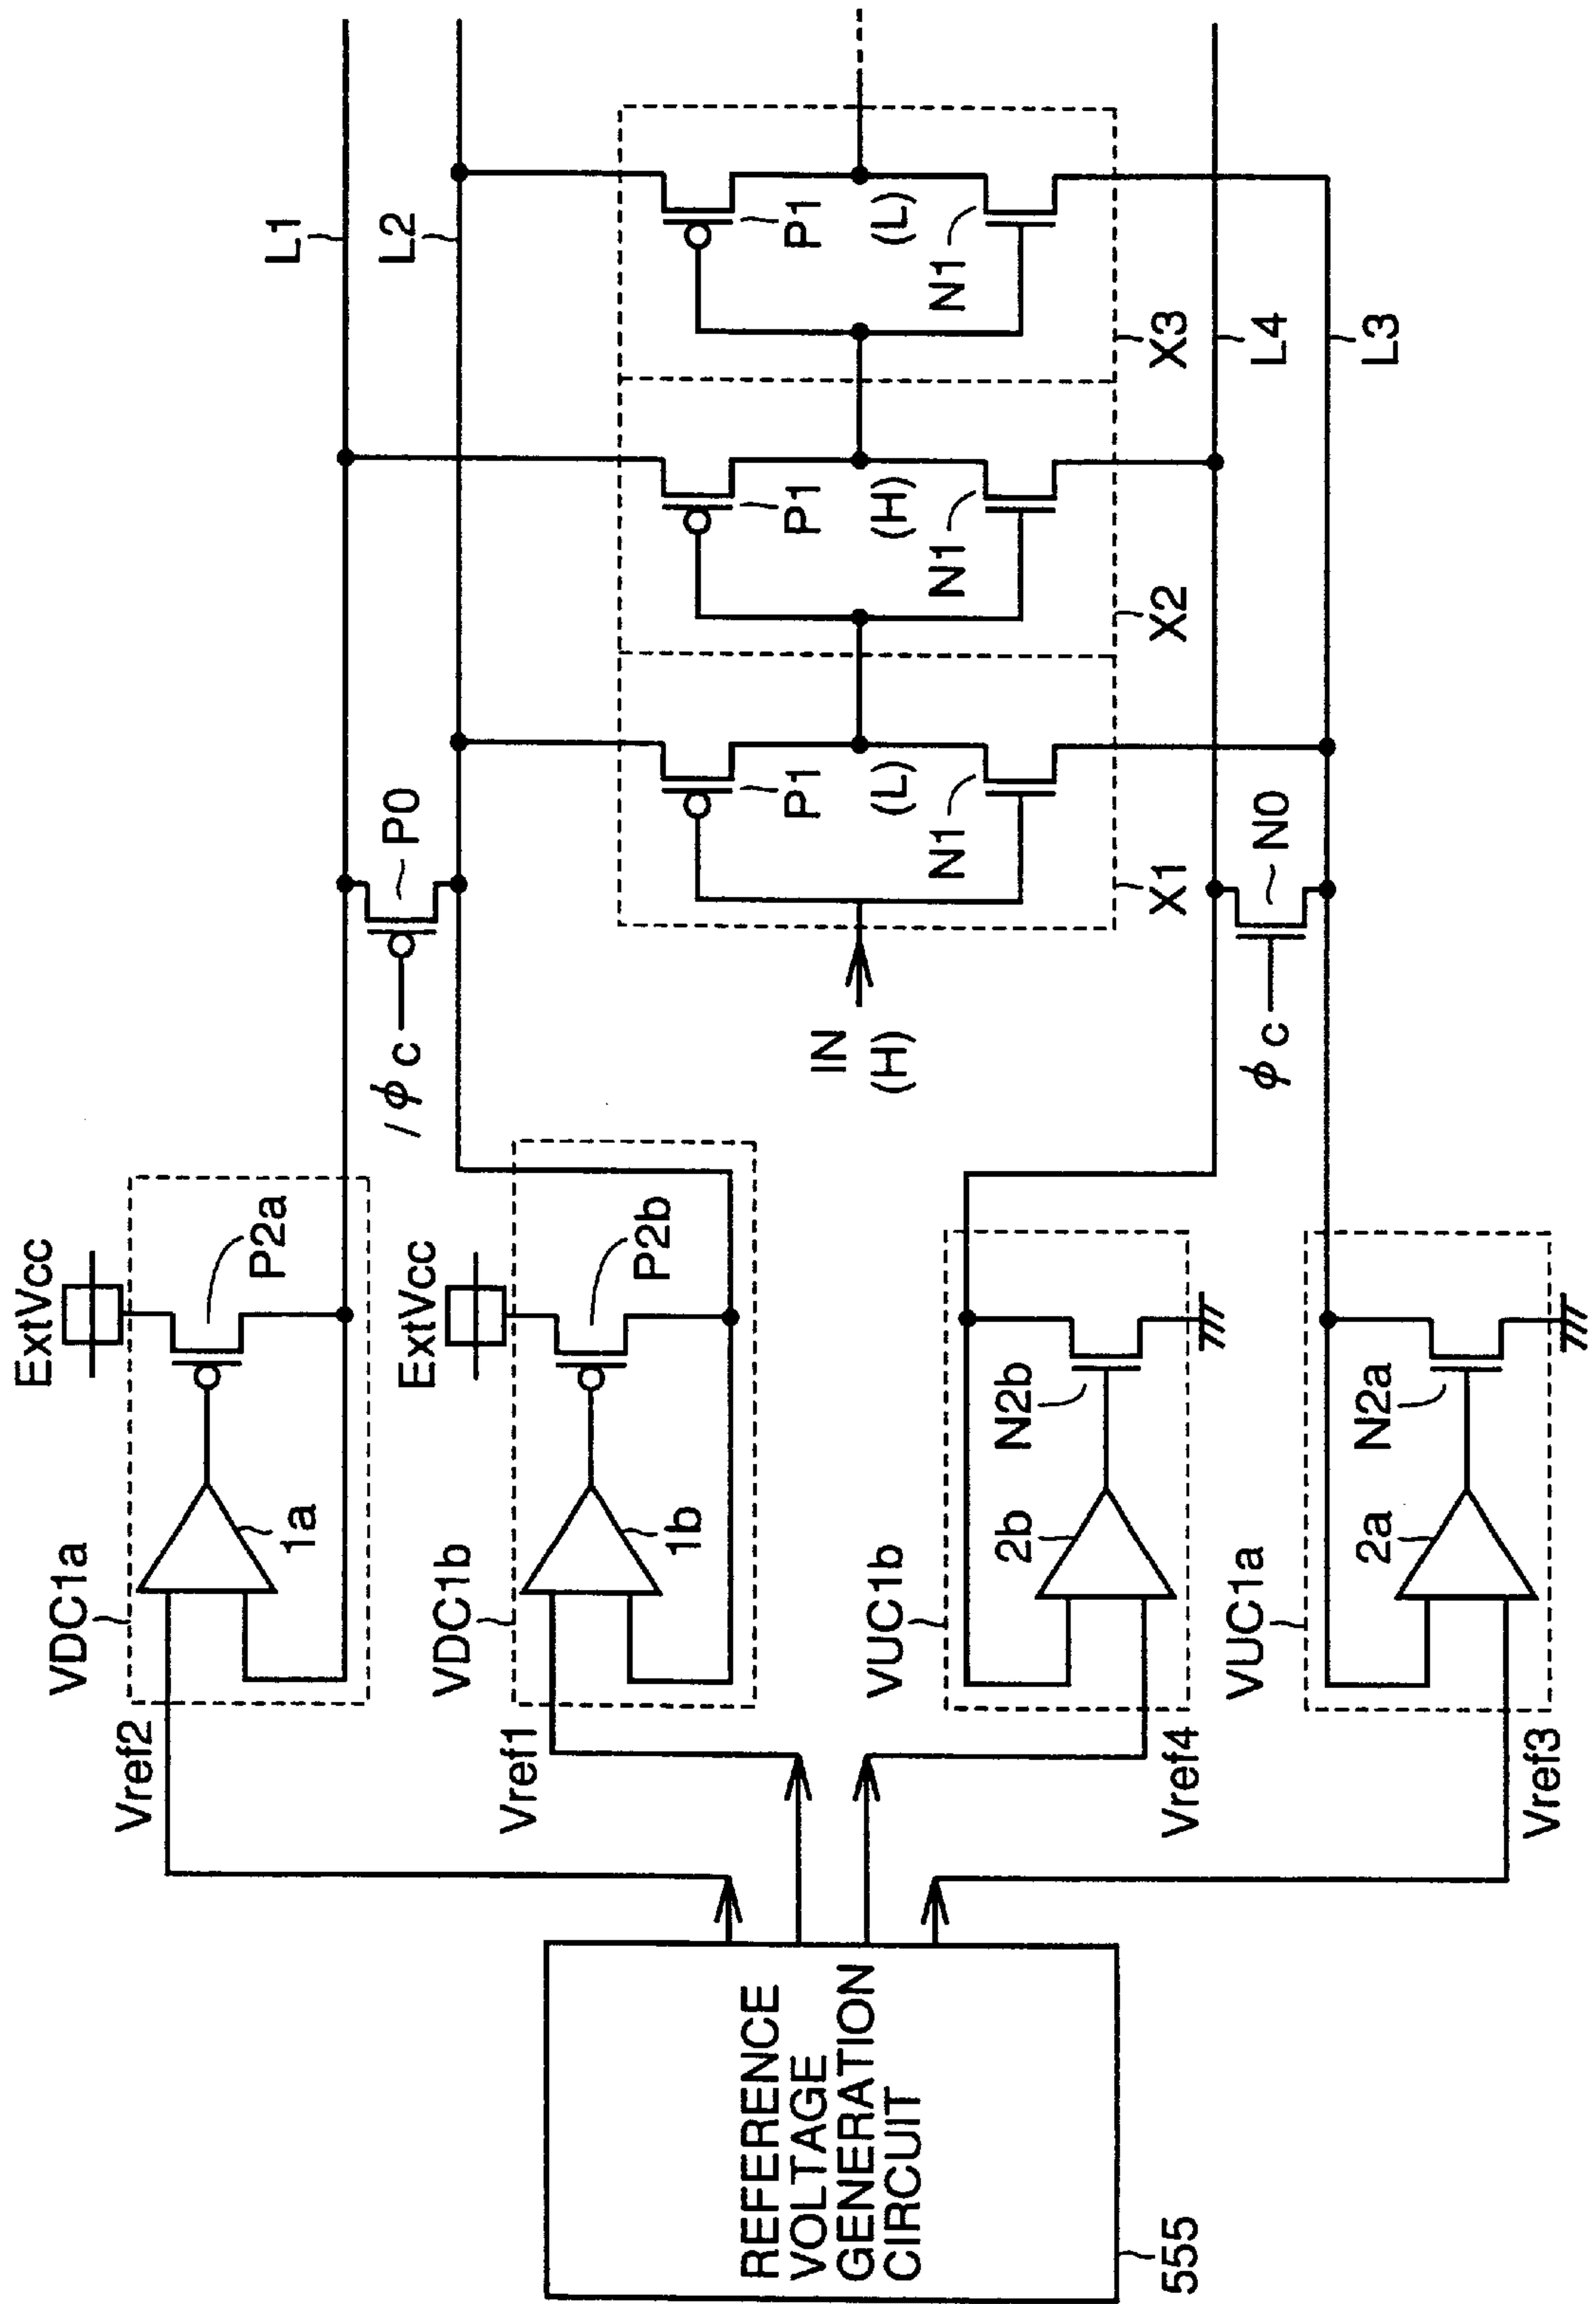 ExtVcc
VDC1a
P2a
1a
Vref2
L1
L2
/φc
P0
ExtVcc
VDC1b
P2b
1b
Vref1
P1
P1
P1
IN
(H)
(L)
(H)
(L)
N1
N1
N1
X1
X2
X3
REFERENCE
VOLTAGE
GENERATION
CIRCUIT
555
VUC1b
2b
N2b
Vref4
φc
N0
L4
L3
VUC1a
2a
N2a
Vref3